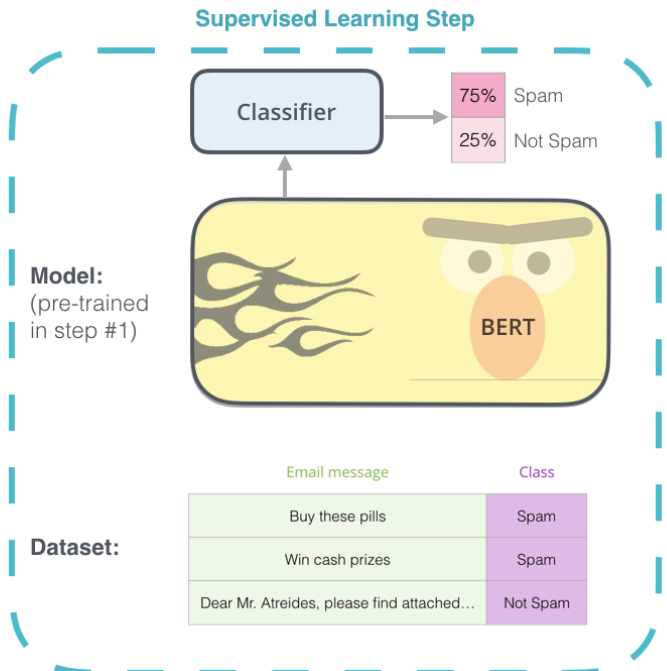 Supervised Learning Step
Classifier
75% Spam
25% Not Spam
Model:
(pre-trained
in step #1)
BERT
Email message Class
Dataset:
Buy these pills Spam
Win cash prizes Spam
Dear Mr. Atreides, please find attached… Not Spam